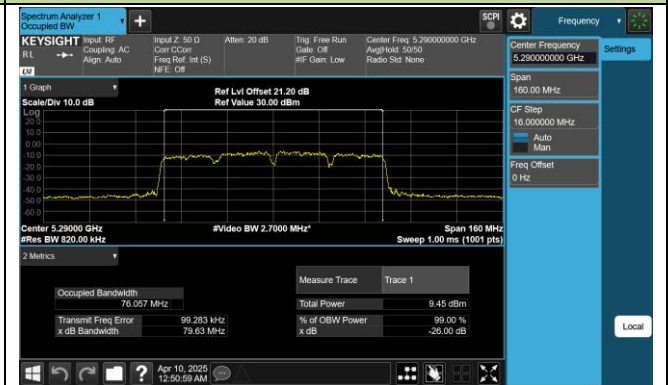 Spectrum Analyzer 1
Occupied BW
SCPI
Frequency
KEYSIGHT
RL
LXI
Input: RF
Coupling: AC
Align: Auto
Input Z: 50 Ω
Corr CCorr
Freq Ref: Int (S)
NFE: Off
Atten: 20 dB
Trig: Free Run
Gate: Off
#IF Gain: Low
Center Freq: 5.290000000 GHz
Avg|Hold: 50/50
Radio Std: None
Center Frequency
5.290000000 GHz
Settings
Span
160.00 MHz
CF Step
16.000000 MHz
Auto
Man
Freq Offset
0 Hz
1 Graph
Scale/Div 10.0 dB
Ref Lvl Offset 21.20 dB
Ref Value 30.00 dBm
Log
20.0
10.0
0.00
-10.0
-20.0
-30.0
-40.0
-50.0
-60.0
Center 5.29000 GHz
#Video BW 2.7000 MHz*
Span 160 MHz
#Res BW 820.00 kHz
Sweep 1.00 ms (1001 pts)
2 Metrics
Measure Trace
Trace 1
Occupied Bandwidth
76.057 MHz
Total Power
9.45 dBm
Transmit Freq Error
99.283 kHz
% of OBW Power
99.00 %
x dB Bandwidth
79.63 MHz
x dB
-26.00 dB
Local
Apr 10, 2025
12:50:59 AM